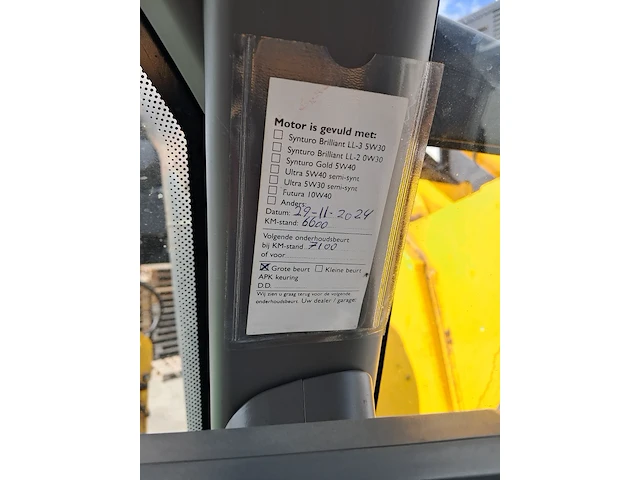 Motor is gevuld met:
Synturo Brilliant LL-3 5W30
Synturo Brilliant LL-2 0W30
Synturo Gold 5W40
Ultra 5W40 semi-synt
Ultra 5W30 semi-synt.
Futura 10W40
Anders:
Datum: 29-11-2024
KM-stand: 6600
Volgende onderhoudsbeurt
bij KM-stand 7100
of voor
Grote beurt Kleine beurt
APK keuring
D.D.
Wij zien u graag terug voor de volgende
onderhoudsbeurt. Uw dealer / garage